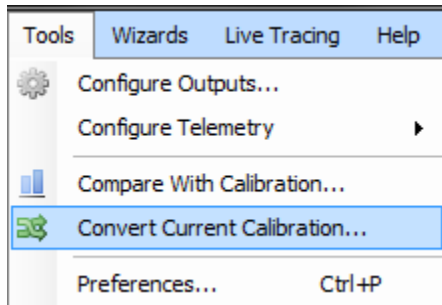 Tools Wizards Live Tracing Help
Configure Outputs...
Configure Telemetry
Compare With Calibration...
Convert Current Calibration...
Preferences... Ctrl+P